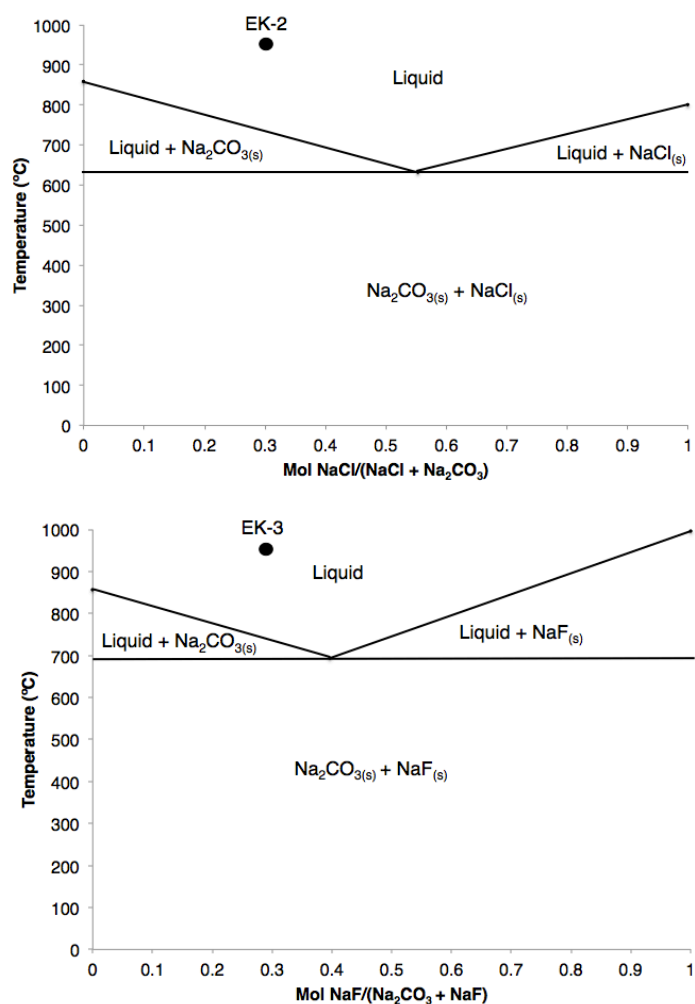 EK-2
1000
900
800
700
600
500
400
300
200
100
0
Temperature (ºC)
Liquid
Liquid + Na₂CO₃₍s₎
Liquid + NaCl₍s₎
Na₂CO₃₍s₎ + NaCl₍s₎
0 0.1 0.2 0.3 0.4 0.5 0.6 0.7 0.8 0.9 1
Mol NaCl/(NaCl + Na₂CO₃)
EK-3
1000
900
800
700
600
500
400
300
200
100
0
Temperature (ºC)
Liquid
Liquid + Na₂CO₃₍s₎
Liquid + NaF₍s₎
Na₂CO₃₍s₎ + NaF₍s₎
0 0.1 0.2 0.3 0.4 0.5 0.6 0.7 0.8 0.9 1
Mol NaF/(Na₂CO₃ + NaF)